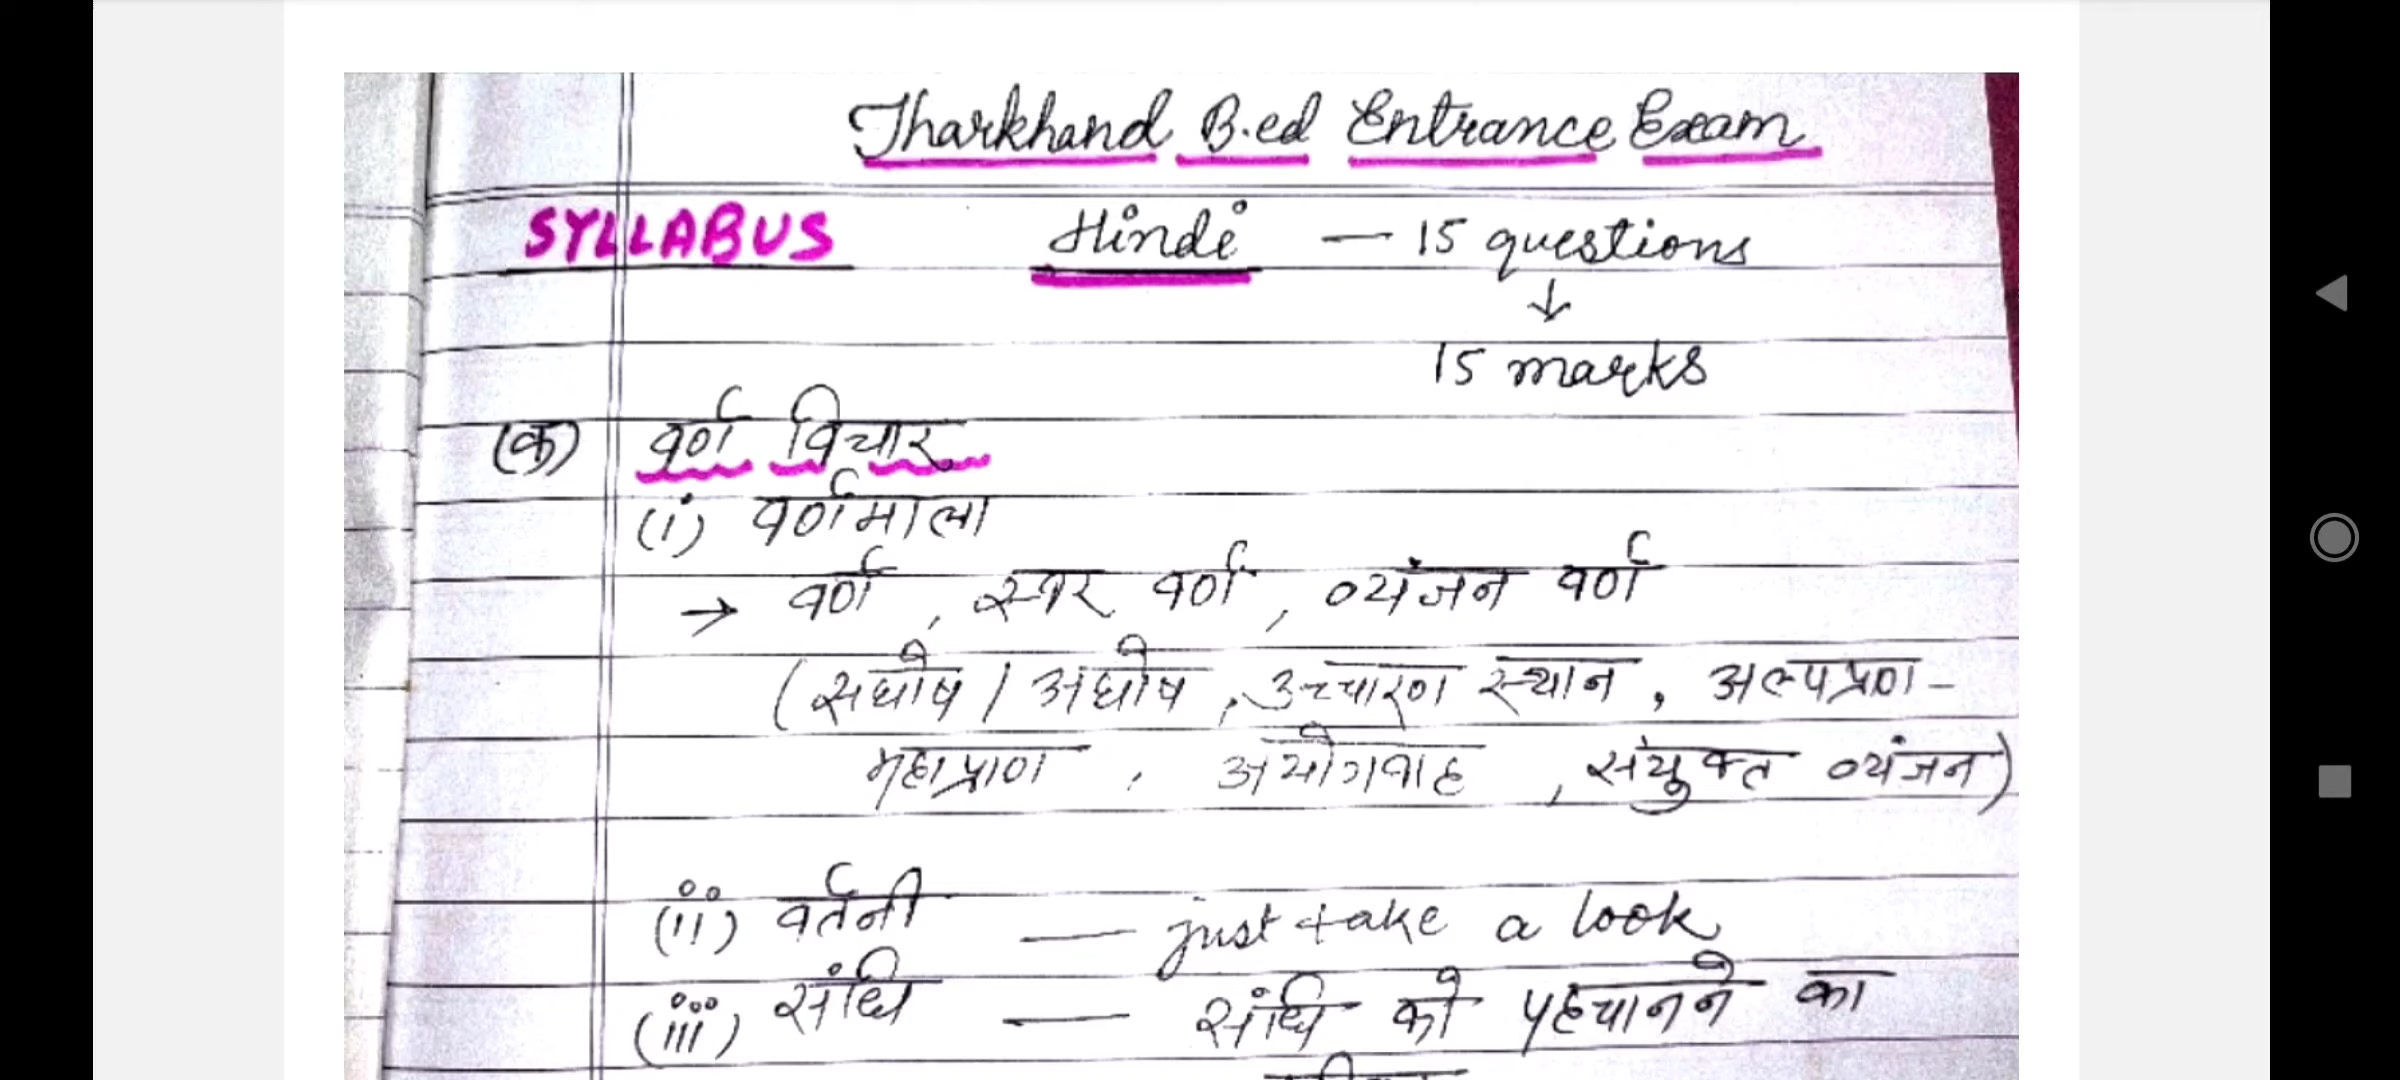 Jharkhand B.ed Entrance Exam
SYLLABUS Hindi — 15 questions
↓
15 marks
(क) वर्ण विचार
(i) वर्णमाला
→ वर्ण, स्वर वर्ण, व्यंजन वर्ण
(सघोष / अघोष, उच्चारण स्थान, अल्पप्राण -
महाप्राण, अयोगवाह, संयुक्त व्यंजन)
(ii) वर्तनी — just take a look
(iii) संधि — संधि को पहचानने का